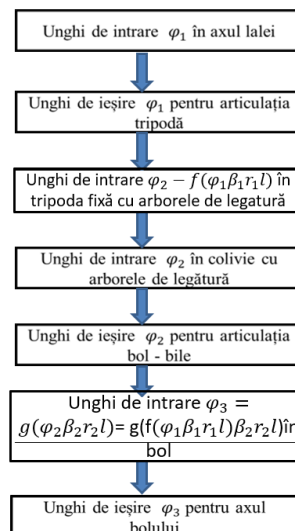 Unghi de intrare φ₁ în axul lalei
Unghi de ieșire φ₁ pentru articulația
tripodă
Unghi de intrare φ₂ − f(φ₁β₁r₁l) în
tripoda fixă cu arborele de legatură
Unghi de intrare φ₂ în colivie cu
arborele de legătură
Unghi de ieșire φ₂ pentru articulația
bol - bile
Unghi de intrare φ₃ =
g(φ₂β₂r₂l)= g(f(φ₁β₁r₁l)β₂r₂l)în
bol
Unghi de ieșire φ₃ pentru axul
bolului